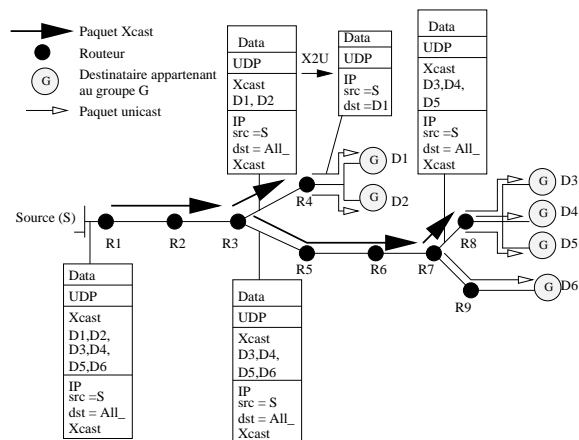 Paquet Xcast
Routeur
G
Destinataire appartenant
au groupe G
Paquet unicast
Data
UDP
Xcast
D1, D2
IP
src =S
dst = All_
Xcast
X2U
Data
UDP
IP
src =S
dst =D1
Data
UDP
Xcast
D3,D4,
D5
IP
src =S
dst = All_
Xcast
G
D1
G
D2
R4
Source (S)
R1
R2
R3
R5
R6
R7
R8
R9
G
D3
G
D4
G
D5
G
D6
Data
UDP
Xcast
D1,D2,
D3,D4,
D5,D6
IP
src =S
dst = All_
Xcast
Data
UDP
Xcast
D3,D4,
D5,D6
IP
src =S
dst = All_
Xcast